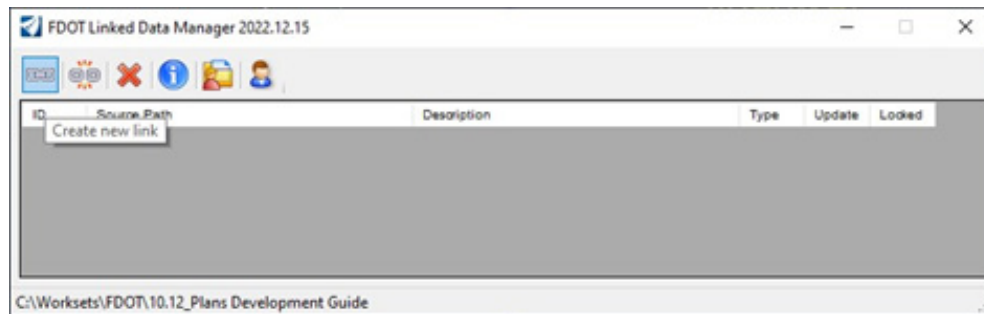 FDOT Linked Data Manager 2022.12.15
ID Source Path Description Type Update Locked
Create new link
C:\Worksets\FDOT\10.12_Plans Development Guide